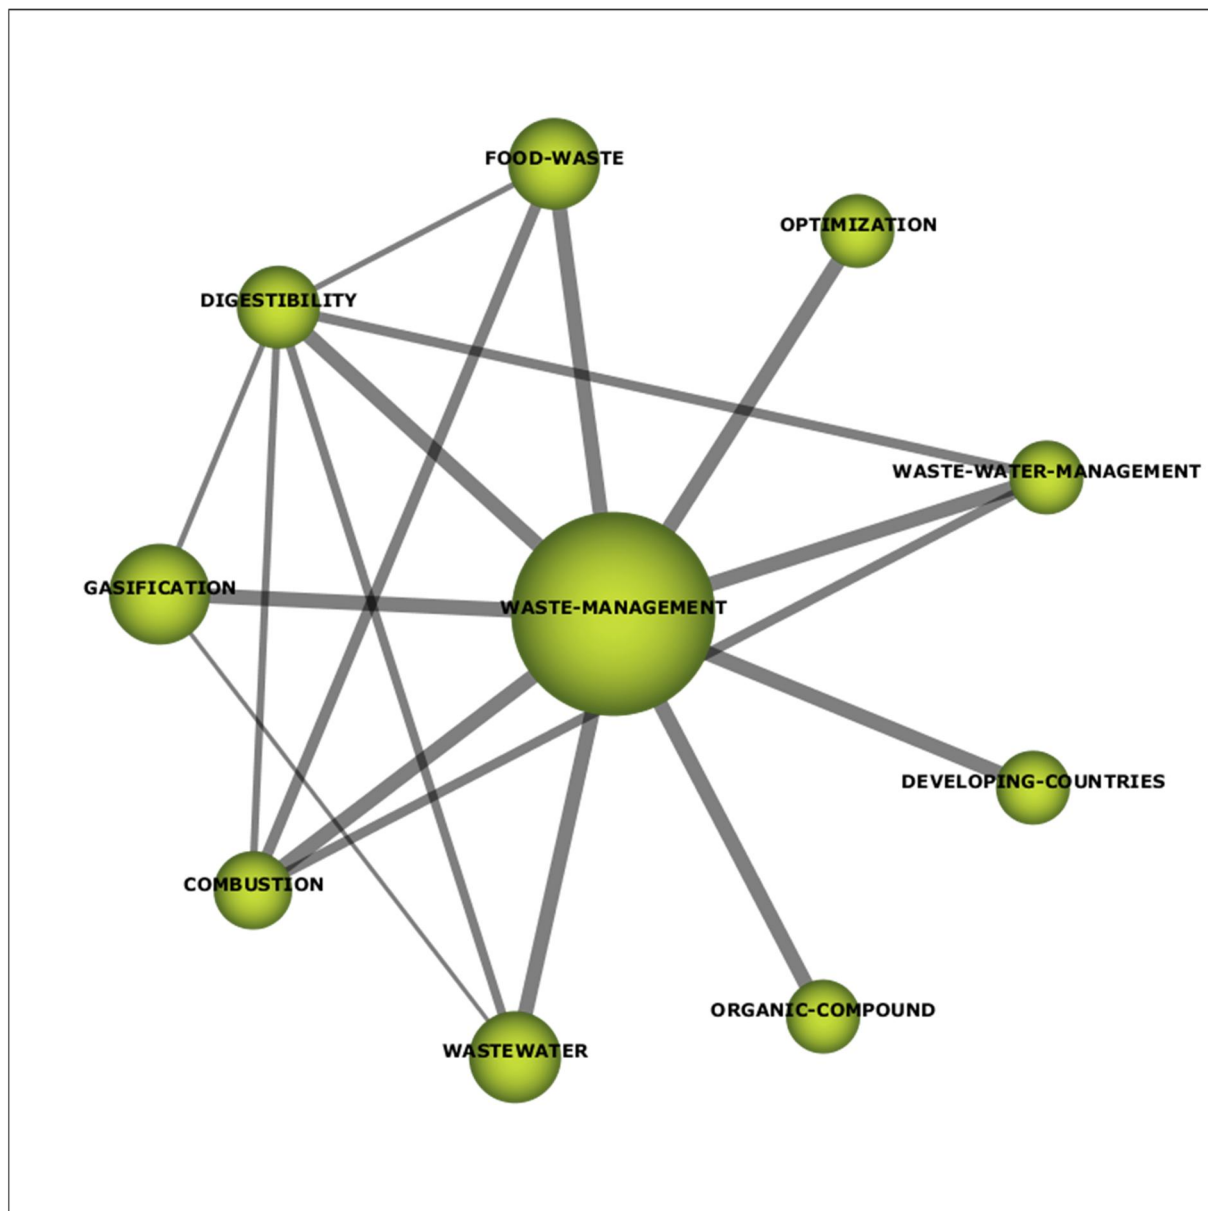 FOOD-WASTE
OPTIMIZATION
DIGESTIBILITY
WASTE-WATER-MANAGEMENT
GASIFICATION
WASTE-MANAGEMENT
DEVELOPING-COUNTRIES
COMBUSTION
ORGANIC-COMPOUND
WASTEWATER